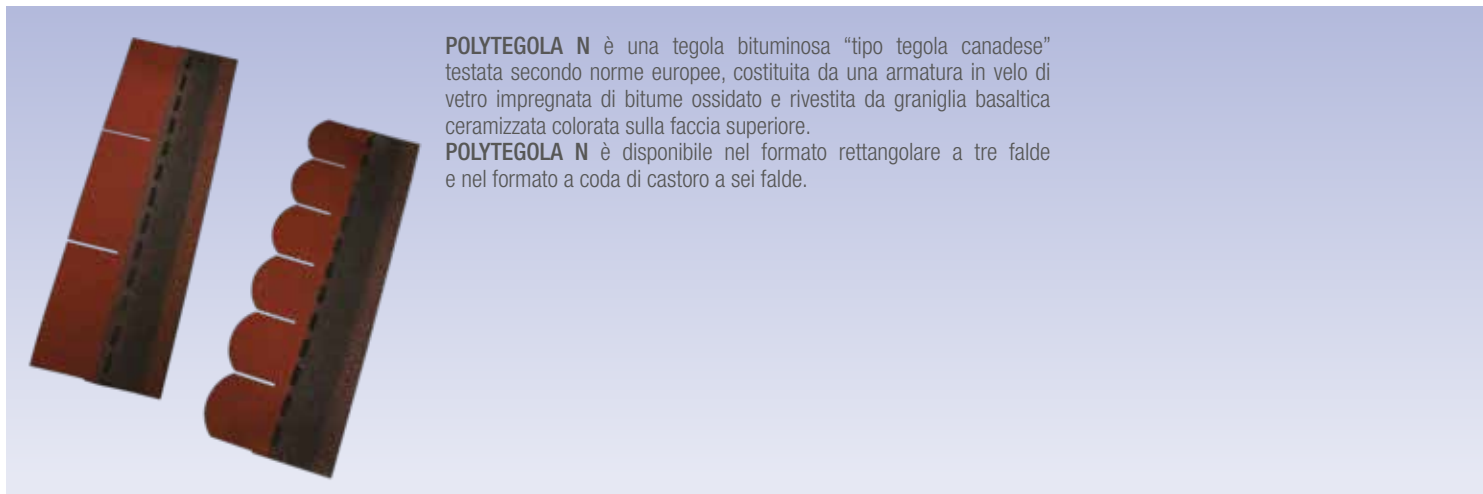 POLYTEGOLA N è una tegola bituminosa “tipo tegola canadese”
testata secondo norme europee, costituita da una armatura in velo di
vetro impregnata di bitume ossidato e rivestita da graniglia basaltica
ceramizzata colorata sulla faccia superiore.
POLYTEGOLA N è disponibile nel formato rettangolare a tre falde
e nel formato a coda di castoro a sei falde.